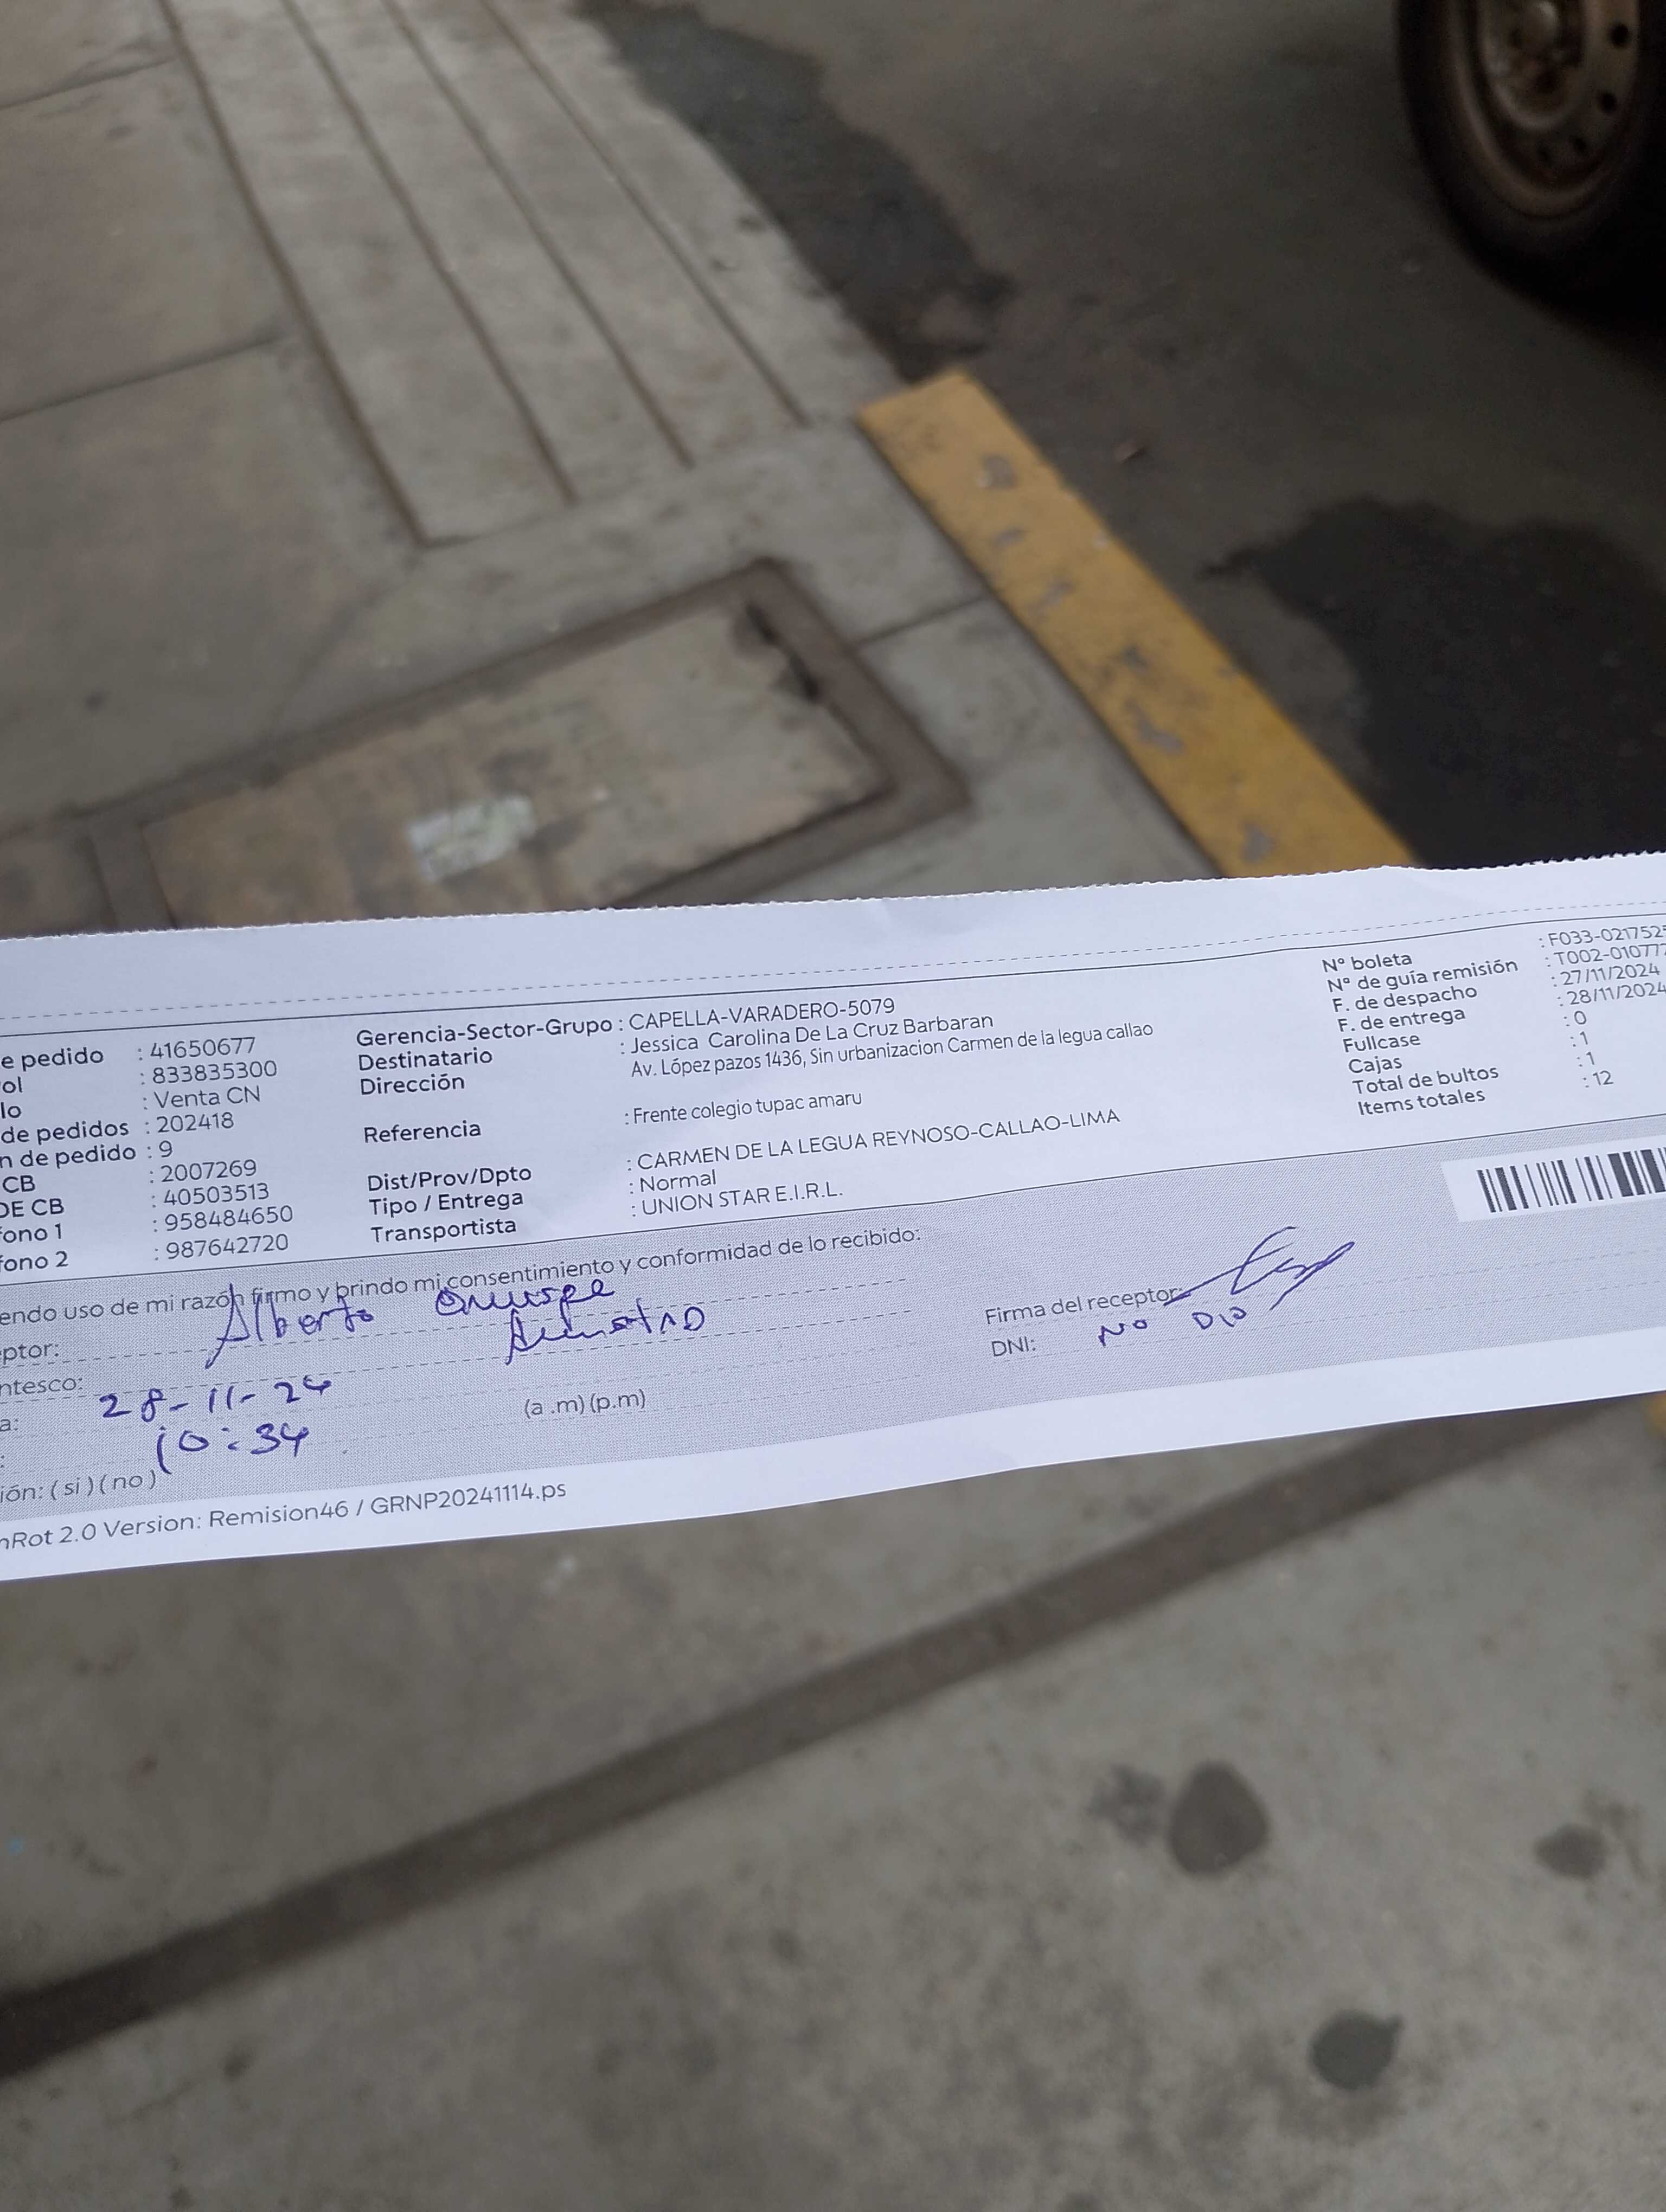 e pedido : 41650677
ol : 833835300
lo : Venta CN
de pedidos : 202418
n de pedido : 9
CB : 2007269
DE CB : 40503513
fono 1 : 958484650
fono 2 : 987642720
Gerencia-Sector-Grupo : CAPELLA-VARADERO-5079
Destinatario : Jessica Carolina De La Cruz Barbaran
Dirección Av. López pazos 1436, Sin urbanizacion Carmen de la legua callao
Referencia : Frente colegio tupac amaru
Dist/Prov/Dpto : CARMEN DE LA LEGUA REYNOSO-CALLAO-LIMA
Tipo / Entrega : Normal
Transportista : UNION STAR E.I.R.L.
N° boleta : F033-021752
N° de guía remisión : T002-01077
F. de despacho : 27/11/2024
F. de entrega : 28/11/2024
Fullcase : 0
Cajas : 1
Total de bultos : 1
Items totales : 12
endo uso de mi razón firmo y brindo mi consentimiento y conformidad de lo recibido:
ptor: Alberto Quuspe
ntesco:
a: 28-11-24
: 10:34 (a .m) (p.m)
ión: ( si ) ( no )
Firma del receptor
DNI: NO DIO
nRot 2.0 Version: Remision46 / GRNP20241114.ps